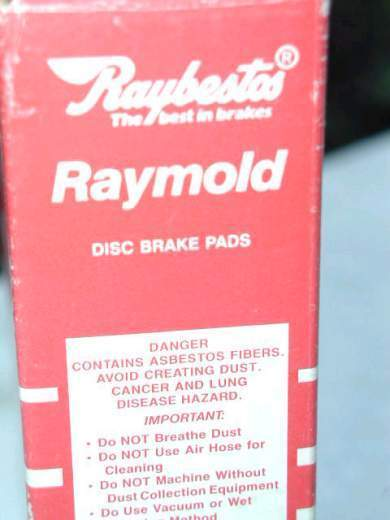 Raybestos®
The best in brakes
Raymold
DISC BRAKE PADS
DANGER
CONTAINS ASBESTOS FIBERS.
AVOID CREATING DUST.
CANCER AND LUNG
DISEASE HAZARD.
IMPORTANT:
• Do NOT Breathe Dust
• Do NOT Use Air Hose for
Cleaning
• Do NOT Machine Without
Dust Collection Equipment
• Do Use Vacuum or Wet
Method